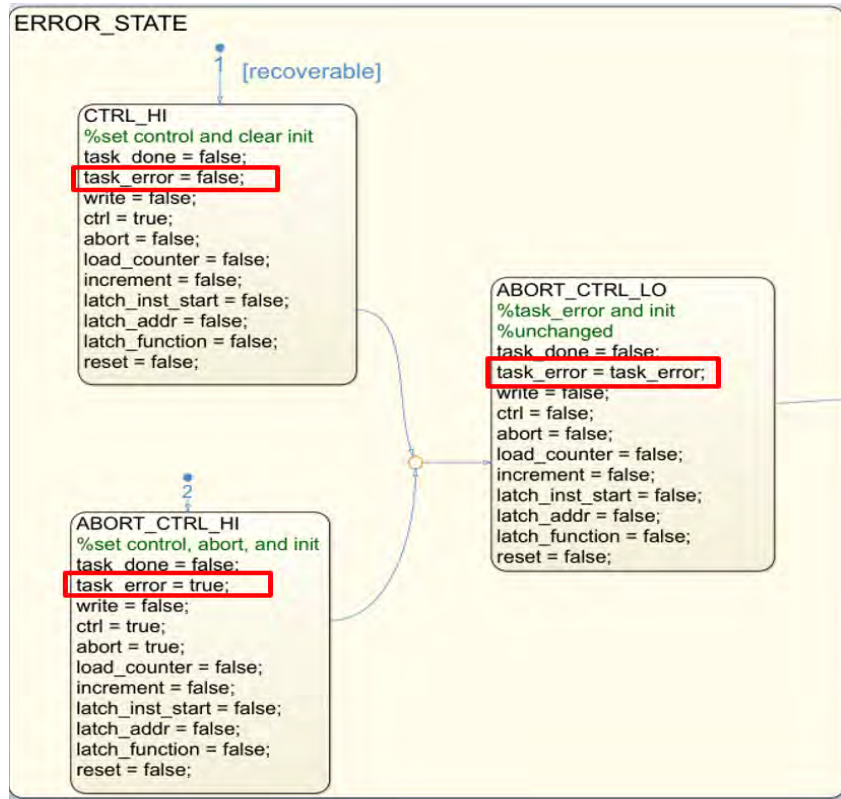 ERROR_STATE
1 [recoverable]
CTRL_HI
%set control and clear init
task_done = false;
task_error = false;
write = false;
ctrl = true;
abort = false;
load_counter = false;
increment = false;
latch_inst_start = false;
latch_addr = false;
latch_function = false;
reset = false;
ABORT_CTRL_LO
%task_error and init
%unchanged
task_done = false;
task_error = task_error;
write = false;
ctrl = false;
abort = false;
load_counter = false;
increment = false;
latch_inst_start = false;
latch_addr = false;
latch_function = false;
reset = false;
2
ABORT_CTRL_HI
%set control, abort, and init
task_done = false;
task_error = true;
write = false;
ctrl = true;
abort = true;
load_counter = false;
increment = false;
latch_inst_start = false;
latch_addr = false;
latch_function = false;
reset = false;